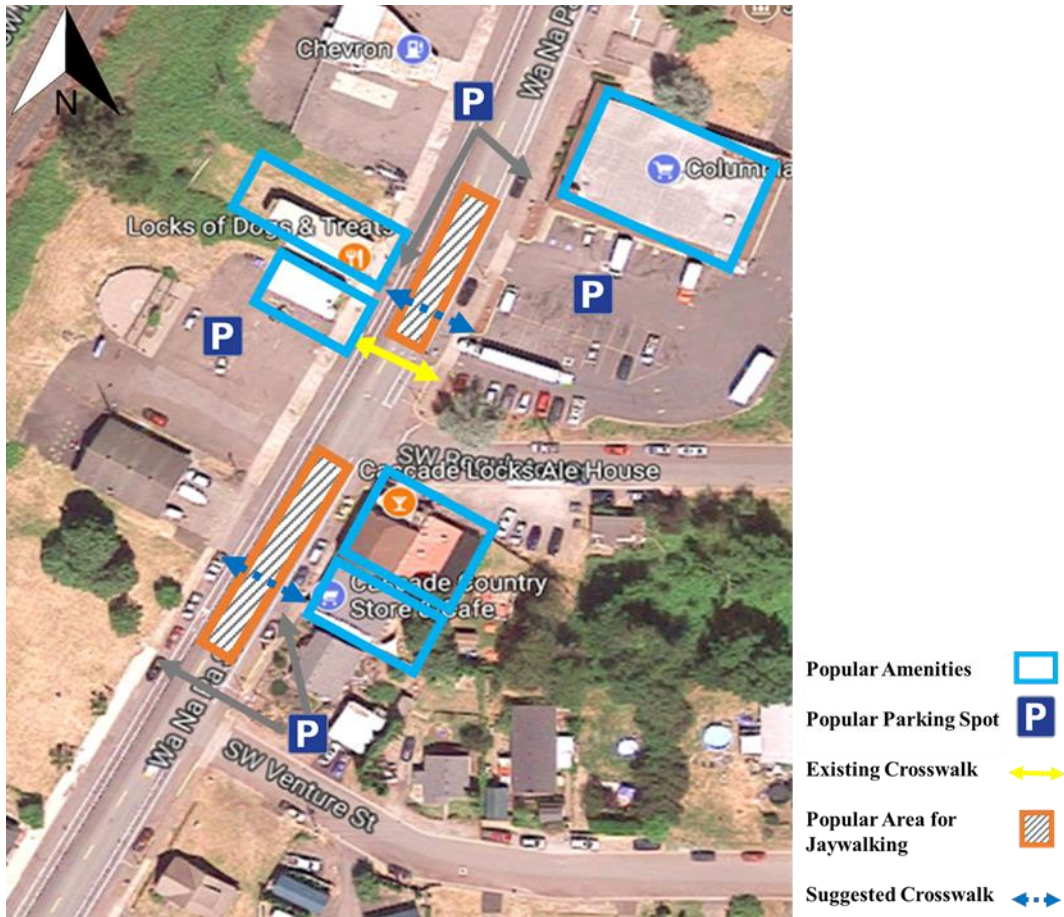 Chevron
P
Wa Na Pa
N
Columbia
Locks of Dogs & Treats
P
P
SW
Cascade Locks Ale House
Cascade Country
Store & Cafe
P
Wa Na Pa S
SW Venture St
Popular Amenities
Popular Parking Spot
P
Existing Crosswalk
Popular Area for
Jaywalking
Suggested Crosswalk